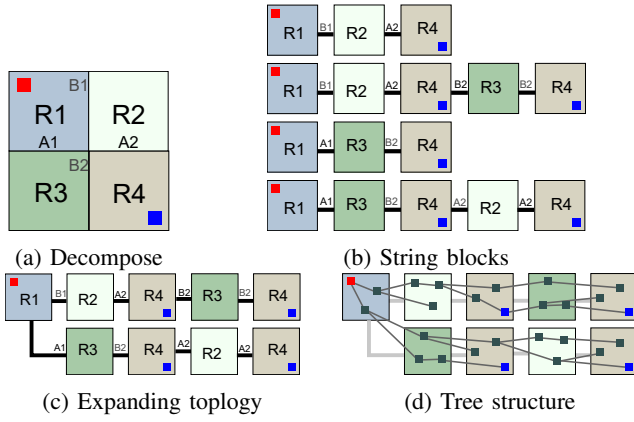 B1
R1 R2
A1 A2
B2
R3 R4
(a) Decompose
R1 B1 R2 A2 R4
R1 B1 R2 A2 R4 B2 R3 B2 R4
R1 A1 R3 B2 R4
R1 A1 R3 B2 R4 A2 R2 A2 R4
(b) String blocks
R1 B1 R2 A2 R4 B2 R3 B2 R4
A1 R3 B2 R4 A2 R2 A2 R4
(c) Expanding toplogy
(d) Tree structure